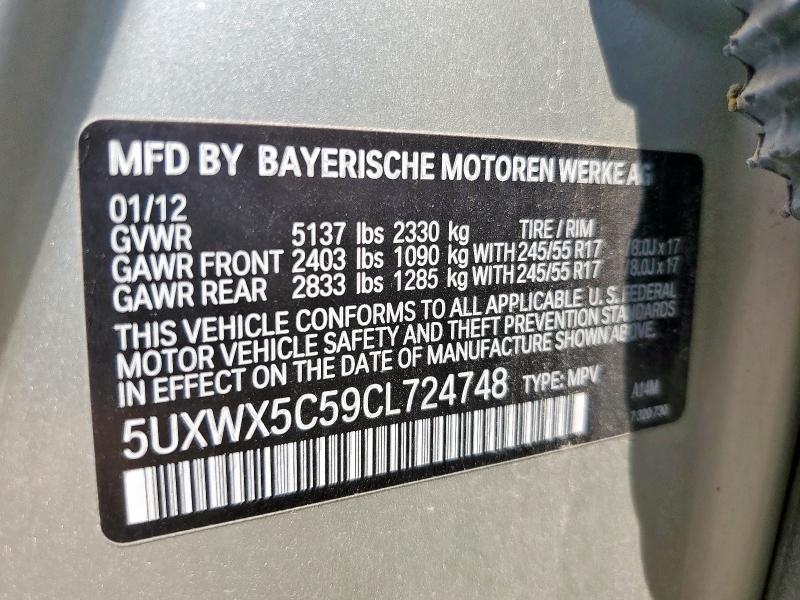 MFD BY BAYERISCHE MOTOREN WERKE AG
01/12
GVWR 5137 lbs 2330 kg TIRE / RIM
GAWR FRONT 2403 lbs 1090 kg WITH 245/55 R17 / 8.0J x 17
GAWR REAR 2833 lbs 1285 kg WITH 245/55 R17 / 8.0J x 17
THIS VEHICLE CONFORMS TO ALL APPLICABLE U.S. FEDERAL
MOTOR VEHICLE SAFETY AND THEFT PREVENTION STANDARDS
IN EFFECT ON THE DATE OF MANUFACTURE SHOWN ABOVE.
5UXWX5C59CL724748 TYPE: MPV